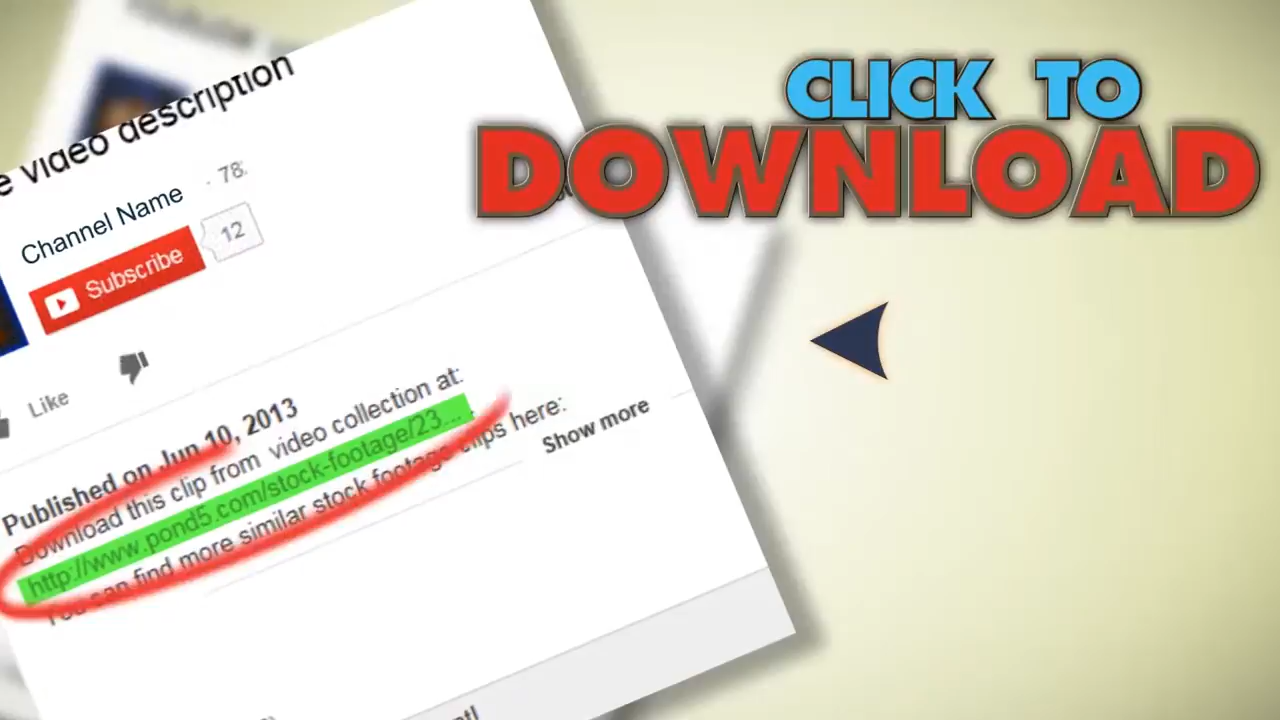 CLICK TO
DOWNLOAD
e video description
Channel Name
78
Subscribe
12
Like
Published on Jun 10, 2013
Download this clip from video collection at:
http://www.pond5.com/stock-footage/23...
You can find more similar stock footage clips here:
Show more